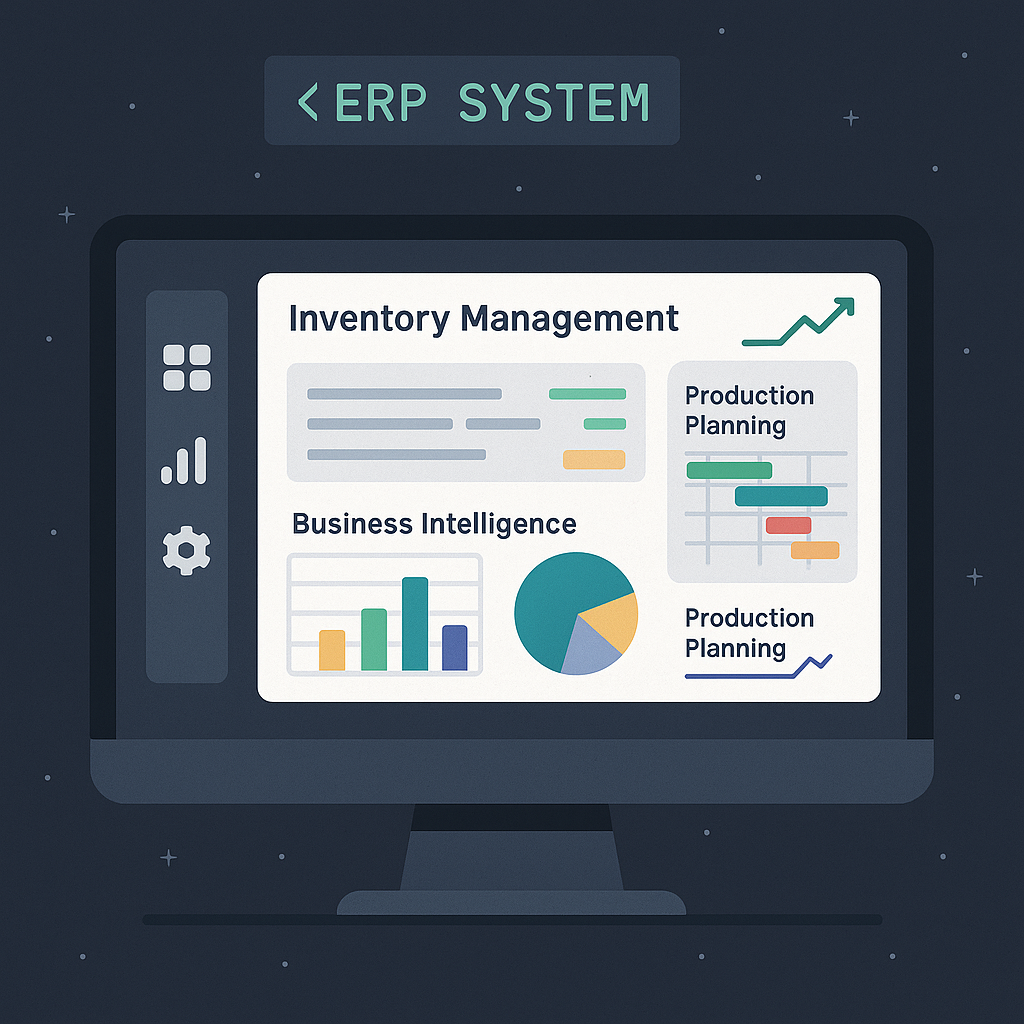 <ERP SYSTEM
Inventory Management
Production
Planning
Business Intelligence
Production
Planning